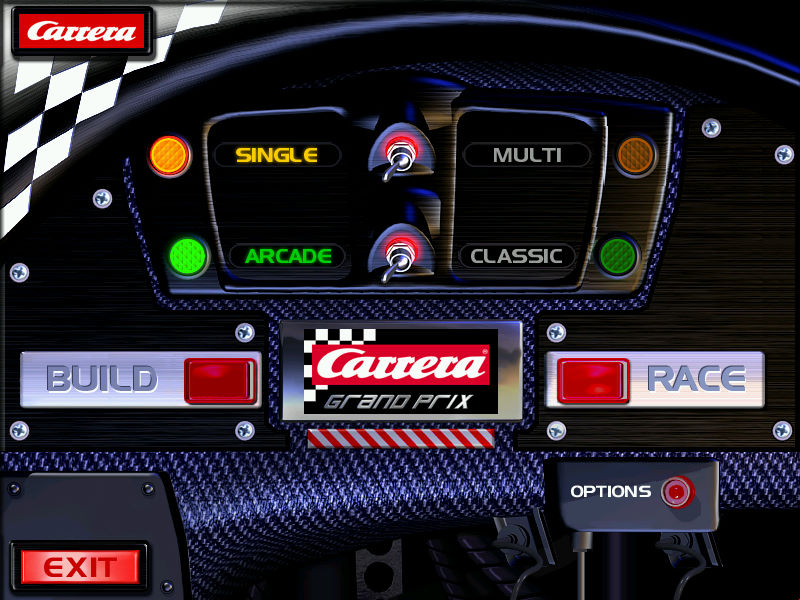 Carrera
SINGLE
MULTI
ARCADE
CLASSIC
BUILD
Carrera®
GRAND PRIX
RACE
OPTIONS
EXIT